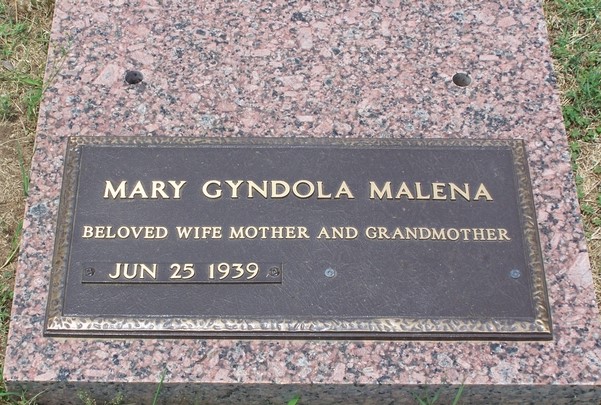 MARY GYNDOLA MALENA
BELOVED WIFE MOTHER AND GRANDMOTHER
JUN 25 1939